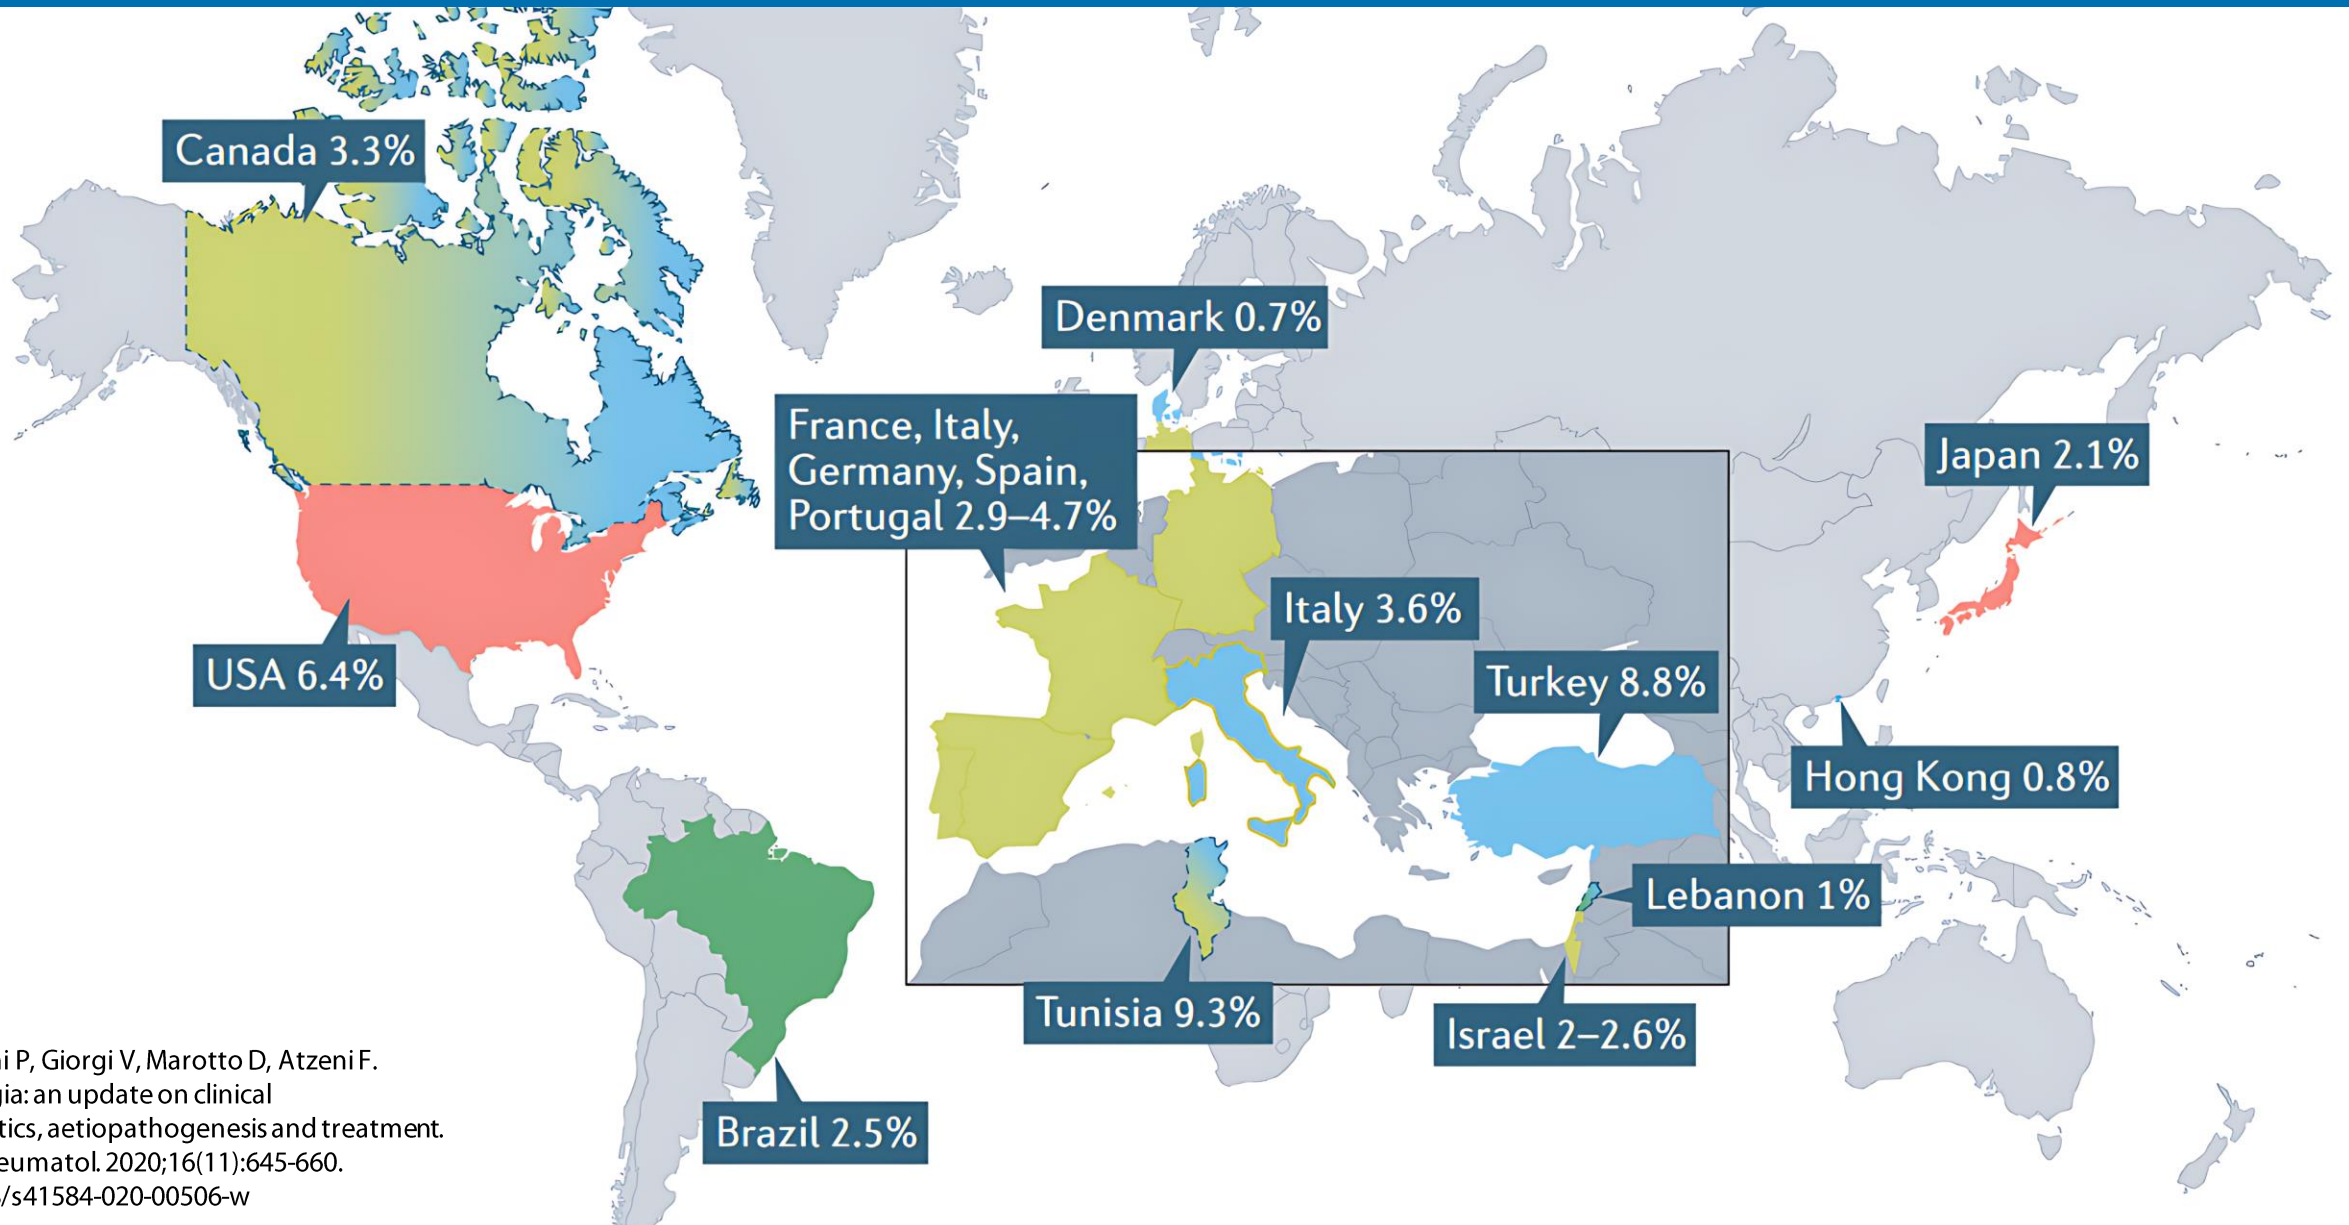 Canada 3.3%
Denmark 0.7%
France, Italy,
Germany, Spain,
Portugal 2.9–4.7%
Japan 2.1%
Italy 3.6%
USA 6.4%
Turkey 8.8%
Hong Kong 0.8%
Lebanon 1%
Tunisia 9.3%
Israel 2–2.6%
Brazil 2.5%
P, Giorgi V, Marotto D, Atzeni F.
an update on clinical
aetiopathogenesis and treatment.
2020;16(11):645-660.
/s41584-020-00506-w